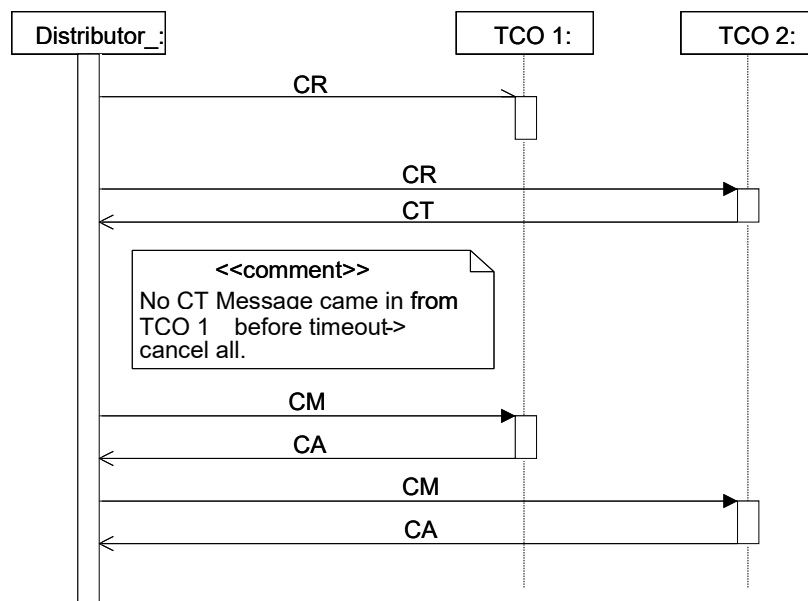 Distributor_:
TCO 1:
TCO 2:
CR
CR
CT
<<comment>>
No CT Message came in from
TCO 1 before timeout->
cancel all.
CM
CA
CM
CA